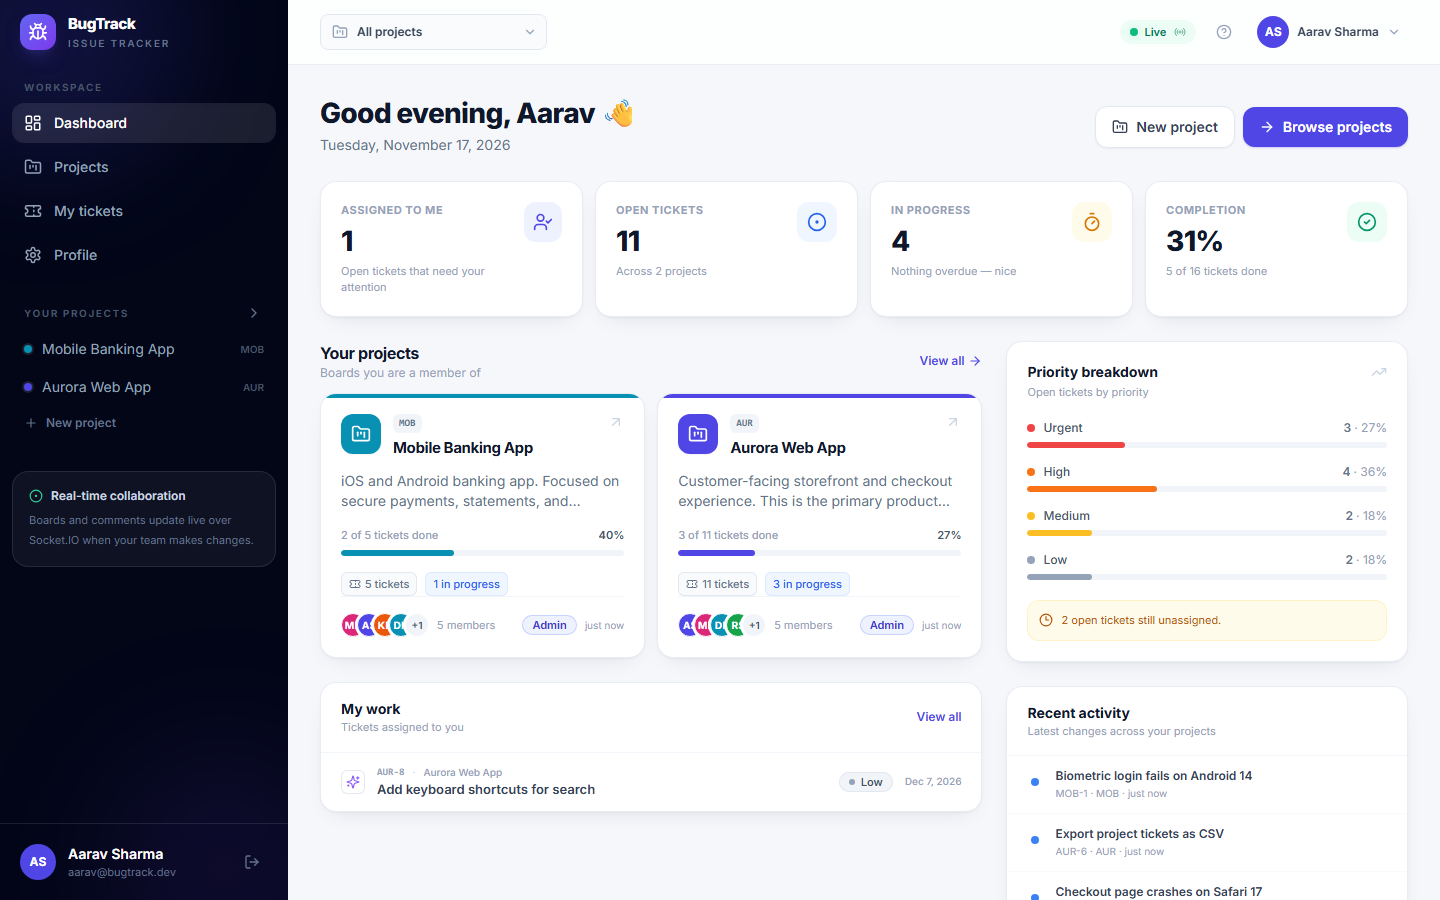 BugTrack
ISSUE TRACKER
WORKSPACE
Dashboard
Projects
My tickets
Profile
YOUR PROJECTS
Mobile Banking App MOB
Aurora Web App AUR
New project
Real-time collaboration
Boards and comments update live over
Socket.IO when your team makes changes.
AS
Aarav Sharma
aarav@bugtrack.dev
All projects
Live
AS Aarav Sharma
Good evening, Aarav 👋
Tuesday, November 17, 2026
New project
Browse projects
ASSIGNED TO ME
1
Open tickets that need your
attention
OPEN TICKETS
11
Across 2 projects
IN PROGRESS
4
Nothing overdue — nice
COMPLETION
31%
5 of 16 tickets done
Your projects
Boards you are a member of
View all
MOB
Mobile Banking App
iOS and Android banking app. Focused on
secure payments, statements, and...
2 of 5 tickets done 40%
5 tickets 1 in progress
+1 5 members Admin just now
AUR
Aurora Web App
Customer-facing storefront and checkout
experience. This is the primary product...
3 of 11 tickets done 27%
11 tickets 3 in progress
+1 5 members Admin just now
My work
Tickets assigned to you
View all
AUR-8 · Aurora Web App
Add keyboard shortcuts for search
Low Dec 7, 2026
Priority breakdown
Open tickets by priority
Urgent 3 · 27%
High 4 · 36%
Medium 2 · 18%
Low 2 · 18%
2 open tickets still unassigned.
Recent activity
Latest changes across your projects
Biometric login fails on Android 14
MOB-1 · MOB · just now
Export project tickets as CSV
AUR-6 · AUR · just now
Checkout page crashes on Safari 17